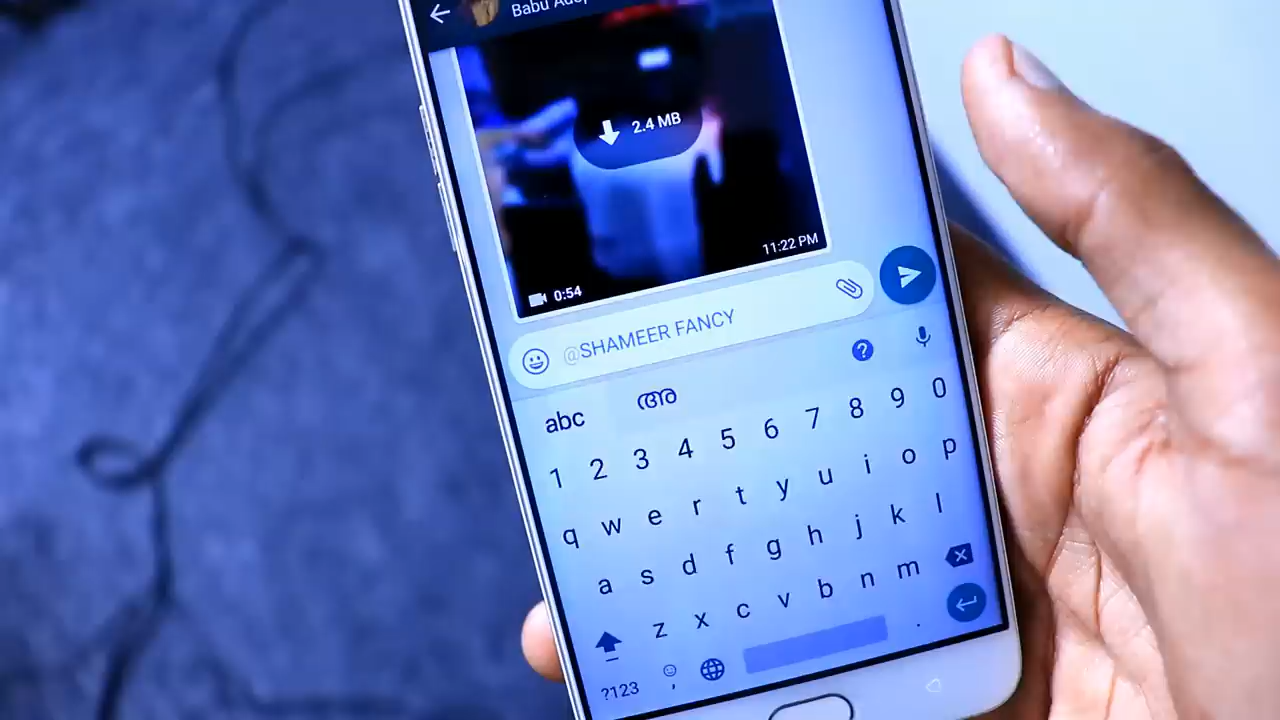 Babu
2.4 MB
11:22 PM
0:54
@SHAMEER FANCY
?
abc അ
1 2 3 4 5 6 7 8 9 0
q w e r t y u i o p
a s d f g h j k l
z x c v b n m
?123 , .